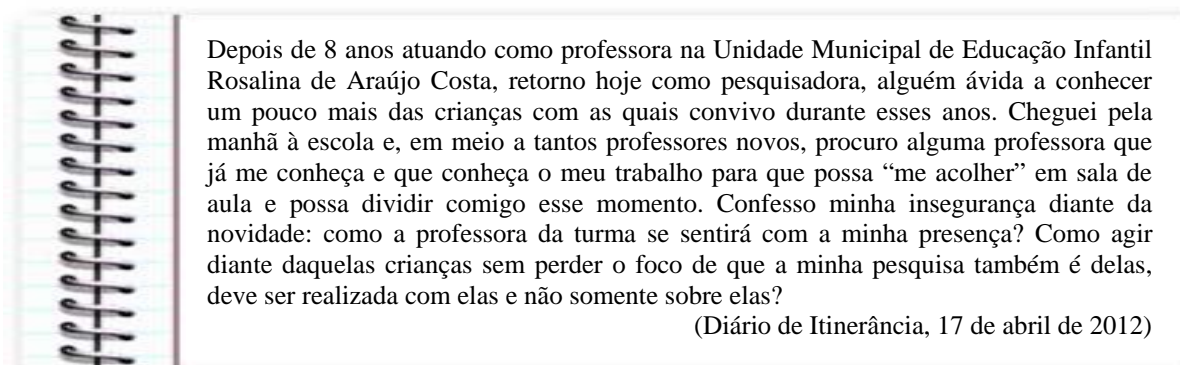 Depois de 8 anos atuando como professora na Unidade Municipal de Educação Infantil
Rosalina de Araújo Costa, retorno hoje como pesquisadora, alguém ávida a conhecer
um pouco mais das crianças com as quais convivo durante esses anos. Cheguei pela
manhã à escola e, em meio a tantos professores novos, procuro alguma professora que
já me conheça e que conheça o meu trabalho para que possa “me acolher” em sala de
aula e possa dividir comigo esse momento. Confesso minha insegurança diante da
novidade: como a professora da turma se sentirá com a minha presença? Como agir
diante daquelas crianças sem perder o foco de que a minha pesquisa também é delas,
deve ser realizada com elas e não somente sobre elas?
(Diário de Itinerância, 17 de abril de 2012)